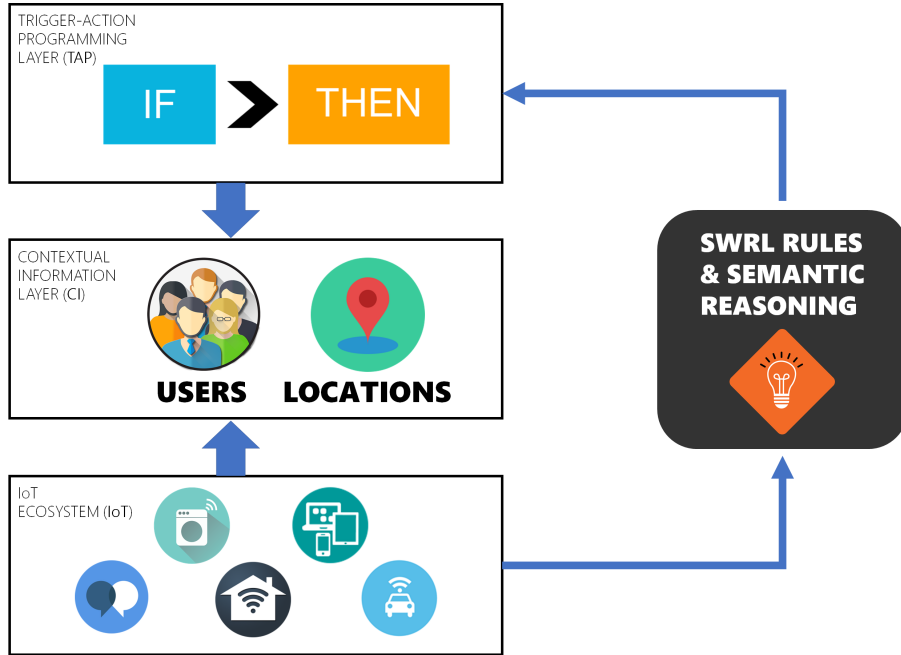 TRIGGER-ACTION
PROGRAMMING
LAYER (TAP)
IF
THEN
CONTEXTUAL
INFORMATION
LAYER (CI)
USERS
LOCATIONS
SWRL RULES
& SEMANTIC
REASONING
IoT
ECOSYSTEM (IoT)